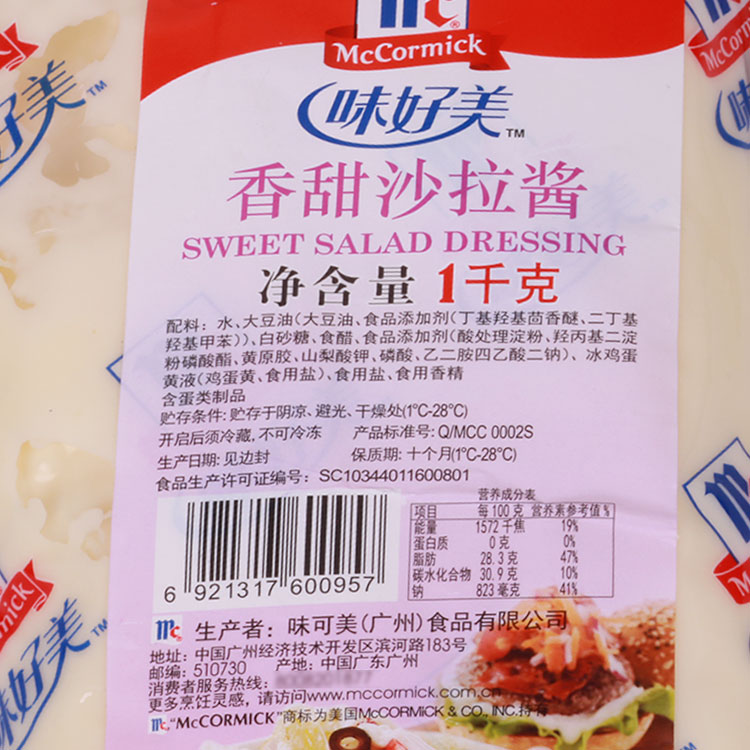 mc
McCormick
味好美™
香甜沙拉酱
SWEET SALAD DRESSING
净含量 1千克
配料：水、大豆油（大豆油、食品添加剂（丁基羟基茴香醚、二丁基
羟基甲苯））、白砂糖、食醋、食品添加剂（酸处理淀粉、羟丙基二淀
粉磷酸酯、黄原胶、山梨酸钾、磷酸、乙二胺四乙酸二钠）、冰鸡蛋
黄液（鸡蛋黄、食用盐）、食用盐、食用香精
含蛋类制品
贮存条件：贮存于阴凉、避光、干燥处(1°C-28°C)
开启后须冷藏，不可冷冻 产品标准号：Q/MCC 0002S
生产日期：见边封 保质期：十个月(1°C-28°C)
食品生产许可证编号：SC10344011600801
营养成分表
项目 每100克 营养素参考值%
能量 1572千焦 19%
蛋白质 0克 0%
脂肪 28.3克 47%
碳水化合物 30.9克 10%
钠 823毫克 41%
6 921317 600957
mc 生产者：味可美（广州）食品有限公司
地址：中国广州经济技术开发区滨河路183号
邮编：510730 产地：中国广东广州
消费者服务热线：
更多烹饪灵感，请访问www.mccormick.com.cn
mc "McCORMICK"商标为美国McCORMICK & CO., INC.持有
McCormick
味好美™
McCormick